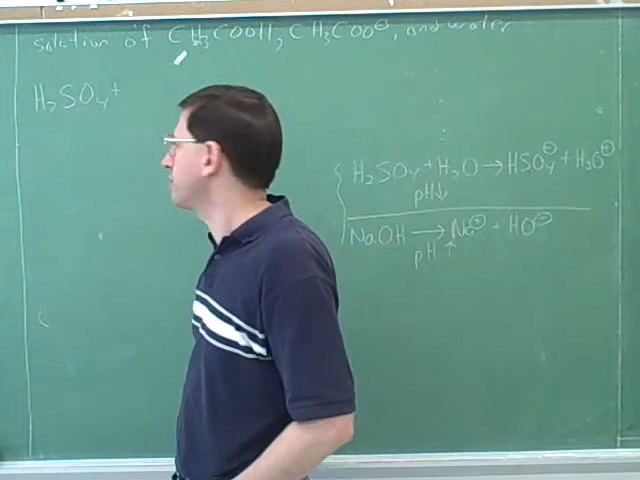 solution of CH3COOH, CH3COO⊖, and water
H2SO4+
H2SO4+H2O→HSO4⊖+H3O⊕
pH↓
NaOH→Na⊕+HO⊖
pH↑